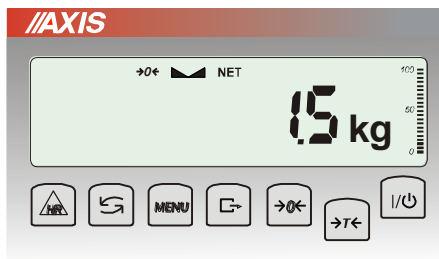 //AXIS
→0← NET
100
1.5 kg
50
0
HR MENU →0← →T← I/⏻